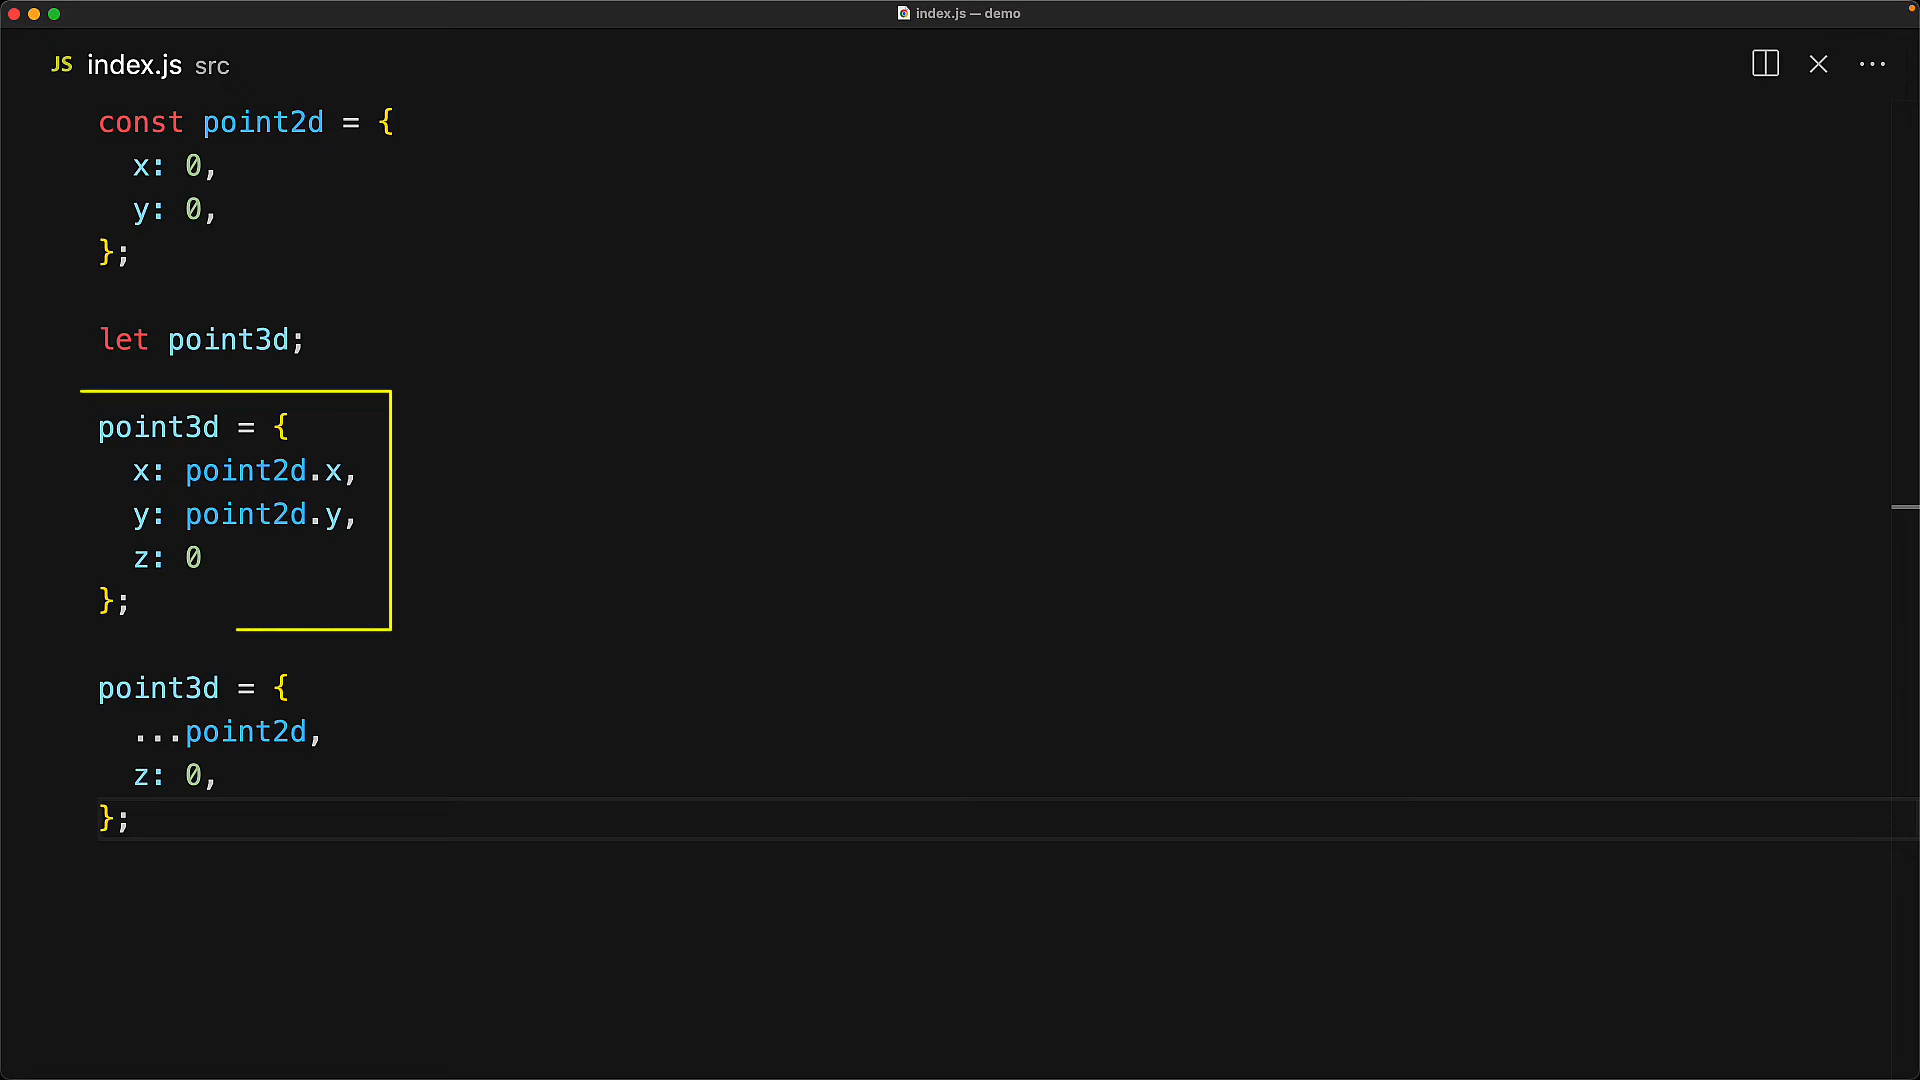 index.js — demo
JS index.js src
const point2d = {
  x: 0,
  y: 0,
};
let point3d;
point3d = {
  x: point2d.x,
  y: point2d.y,
  z: 0
};
point3d = {
  ...point2d,
  z: 0,
};